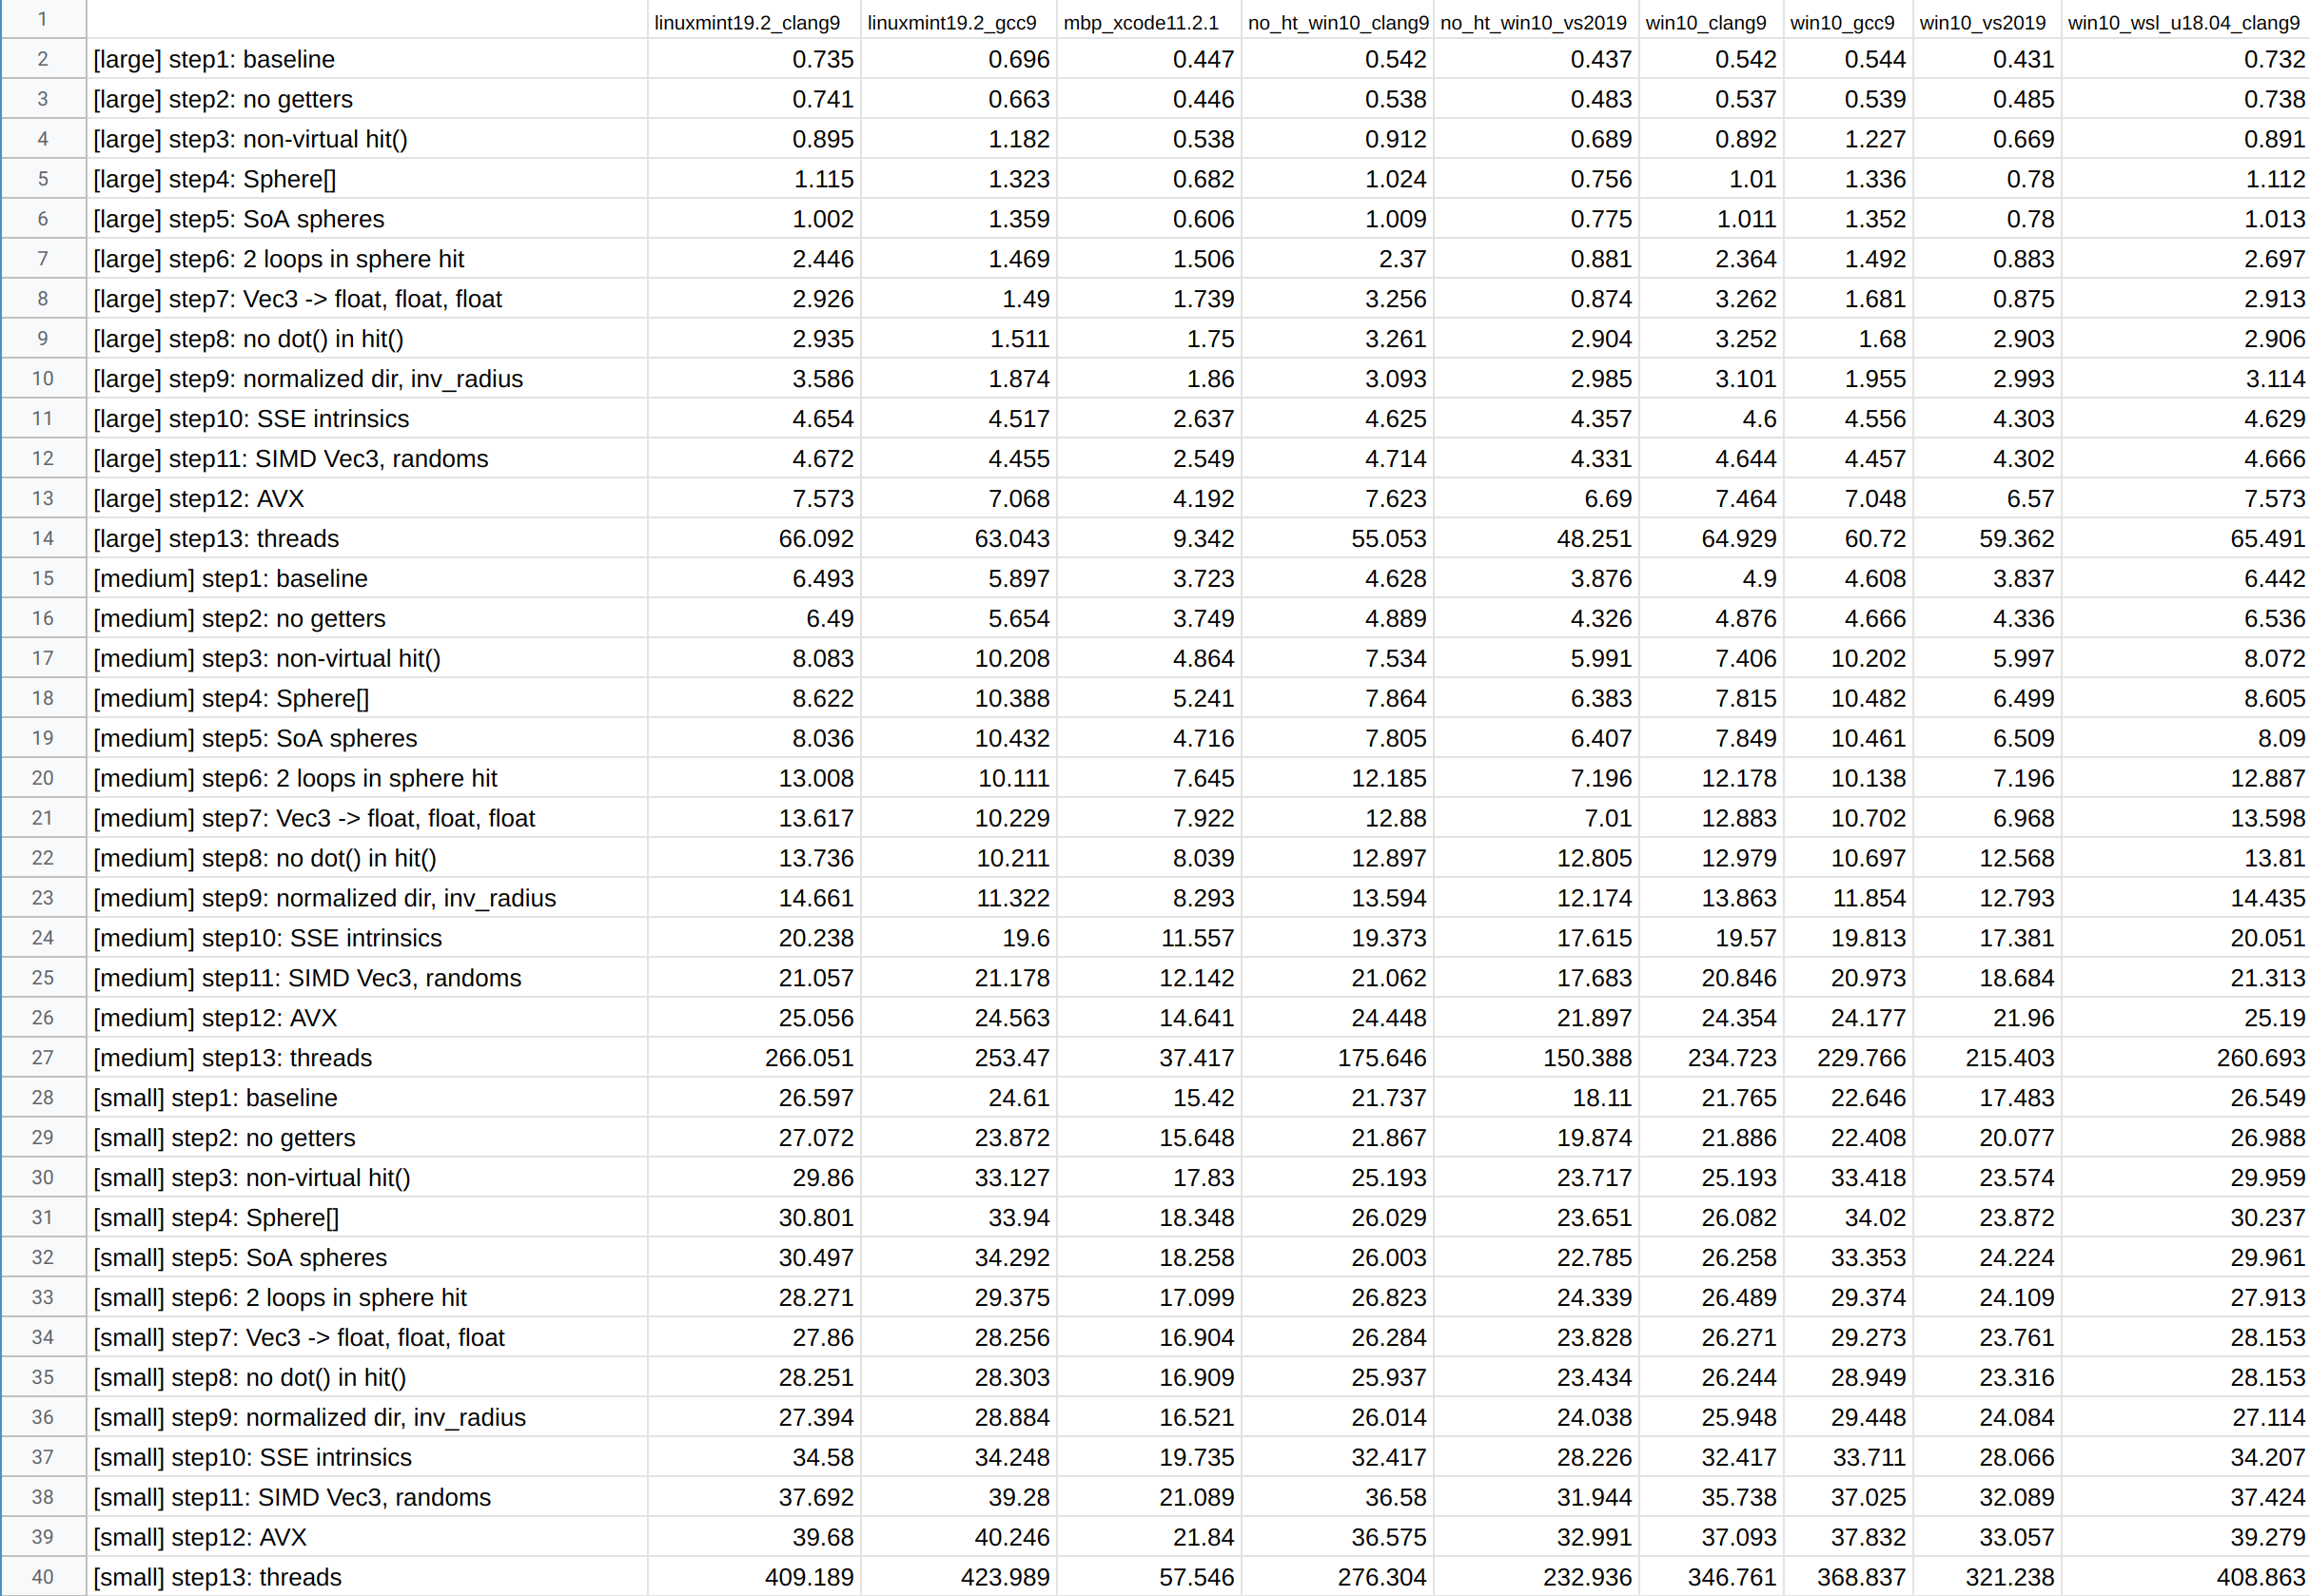 1 linuxmint19.2_clang9 linuxmint19.2_gcc9 mbp_xcode11.2.1 no_ht_win10_clang9 no_ht_win10_vs2019 win10_clang9 win10_gcc9 win10_vs2019 win10_wsl_u18.04_clang9
2 [large] step1: baseline 0.735 0.696 0.447 0.542 0.437 0.542 0.544 0.431 0.732
3 [large] step2: no getters 0.741 0.663 0.446 0.538 0.483 0.537 0.539 0.485 0.738
4 [large] step3: non-virtual hit() 0.895 1.182 0.538 0.912 0.689 0.892 1.227 0.669 0.891
5 [large] step4: Sphere[] 1.115 1.323 0.682 1.024 0.756 1.01 1.336 0.78 1.112
6 [large] step5: SoA spheres 1.002 1.359 0.606 1.009 0.775 1.011 1.352 0.78 1.013
7 [large] step6: 2 loops in sphere hit 2.446 1.469 1.506 2.37 0.881 2.364 1.492 0.883 2.697
8 [large] step7: Vec3 -> float, float, float 2.926 1.49 1.739 3.256 0.874 3.262 1.681 0.875 2.913
9 [large] step8: no dot() in hit() 2.935 1.511 1.75 3.261 2.904 3.252 1.68 2.903 2.906
10 [large] step9: normalized dir, inv_radius 3.586 1.874 1.86 3.093 2.985 3.101 1.955 2.993 3.114
11 [large] step10: SSE intrinsics 4.654 4.517 2.637 4.625 4.357 4.6 4.556 4.303 4.629
12 [large] step11: SIMD Vec3, randoms 4.672 4.455 2.549 4.714 4.331 4.644 4.457 4.302 4.666
13 [large] step12: AVX 7.573 7.068 4.192 7.623 6.69 7.464 7.048 6.57 7.573
14 [large] step13: threads 66.092 63.043 9.342 55.053 48.251 64.929 60.72 59.362 65.491
15 [medium] step1: baseline 6.493 5.897 3.723 4.628 3.876 4.9 4.608 3.837 6.442
16 [medium] step2: no getters 6.49 5.654 3.749 4.889 4.326 4.876 4.666 4.336 6.536
17 [medium] step3: non-virtual hit() 8.083 10.208 4.864 7.534 5.991 7.406 10.202 5.997 8.072
18 [medium] step4: Sphere[] 8.622 10.388 5.241 7.864 6.383 7.815 10.482 6.499 8.605
19 [medium] step5: SoA spheres 8.036 10.432 4.716 7.805 6.407 7.849 10.461 6.509 8.09
20 [medium] step6: 2 loops in sphere hit 13.008 10.111 7.645 12.185 7.196 12.178 10.138 7.196 12.887
21 [medium] step7: Vec3 -> float, float, float 13.617 10.229 7.922 12.88 7.01 12.883 10.702 6.968 13.598
22 [medium] step8: no dot() in hit() 13.736 10.211 8.039 12.897 12.805 12.979 10.697 12.568 13.81
23 [medium] step9: normalized dir, inv_radius 14.661 11.322 8.293 13.594 12.174 13.863 11.854 12.793 14.435
24 [medium] step10: SSE intrinsics 20.238 19.6 11.557 19.373 17.615 19.57 19.813 17.381 20.051
25 [medium] step11: SIMD Vec3, randoms 21.057 21.178 12.142 21.062 17.683 20.846 20.973 18.684 21.313
26 [medium] step12: AVX 25.056 24.563 14.641 24.448 21.897 24.354 24.177 21.96 25.19
27 [medium] step13: threads 266.051 253.47 37.417 175.646 150.388 234.723 229.766 215.403 260.693
28 [small] step1: baseline 26.597 24.61 15.42 21.737 18.11 21.765 22.646 17.483 26.549
29 [small] step2: no getters 27.072 23.872 15.648 21.867 19.874 21.886 22.408 20.077 26.988
30 [small] step3: non-virtual hit() 29.86 33.127 17.83 25.193 23.717 25.193 33.418 23.574 29.959
31 [small] step4: Sphere[] 30.801 33.94 18.348 26.029 23.651 26.082 34.02 23.872 30.237
32 [small] step5: SoA spheres 30.497 34.292 18.258 26.003 22.785 26.258 33.353 24.224 29.961
33 [small] step6: 2 loops in sphere hit 28.271 29.375 17.099 26.823 24.339 26.489 29.374 24.109 27.913
34 [small] step7: Vec3 -> float, float, float 27.86 28.256 16.904 26.284 23.828 26.271 29.273 23.761 28.153
35 [small] step8: no dot() in hit() 28.251 28.303 16.909 25.937 23.434 26.244 28.949 23.316 28.153
36 [small] step9: normalized dir, inv_radius 27.394 28.884 16.521 26.014 24.038 25.948 29.448 24.084 27.114
37 [small] step10: SSE intrinsics 34.58 34.248 19.735 32.417 28.226 32.417 33.711 28.066 34.207
38 [small] step11: SIMD Vec3, randoms 37.692 39.28 21.089 36.58 31.944 35.738 37.025 32.089 37.424
39 [small] step12: AVX 39.68 40.246 21.84 36.575 32.991 37.093 37.832 33.057 39.279
40 [small] step13: threads 409.189 423.989 57.546 276.304 232.936 346.761 368.837 321.238 408.863